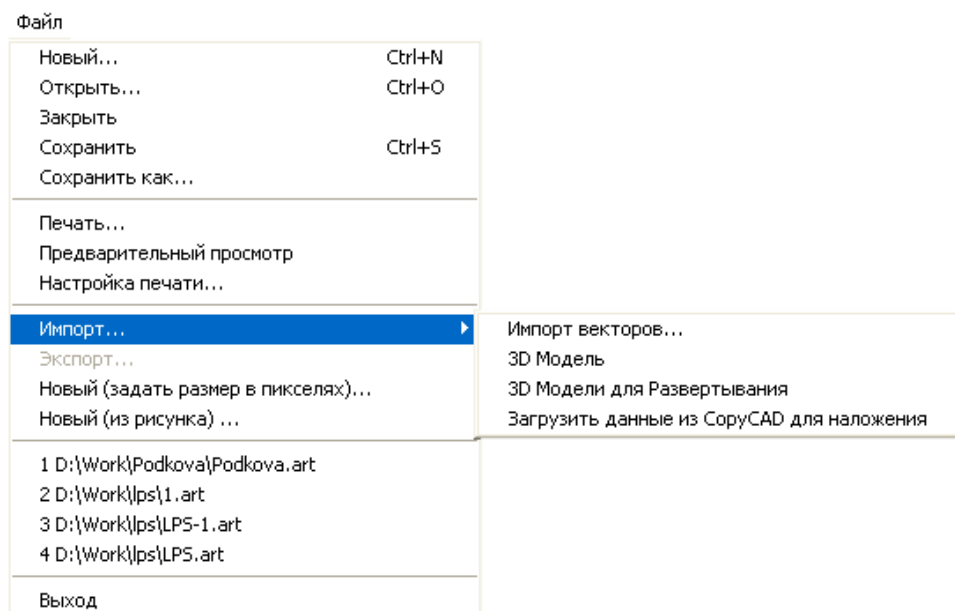 Файл
Новый... Ctrl+N
Открыть... Ctrl+O
Закрыть
Сохранить Ctrl+S
Сохранить как...
Печать...
Предварительный просмотр
Настройка печати...
Импорт...
Экспорт...
Новый (задать размер в пикселях)...
Новый (из рисунка) ...
Импорт векторов...
3D Модель
3D Модели для Развертывания
Загрузить данные из CopyCAD для наложения
1 D:\Work\Podkova\Podkova.art
2 D:\Work\lps\1.art
3 D:\Work\lps\LPS-1.art
4 D:\Work\lps\LPS.art
Выход